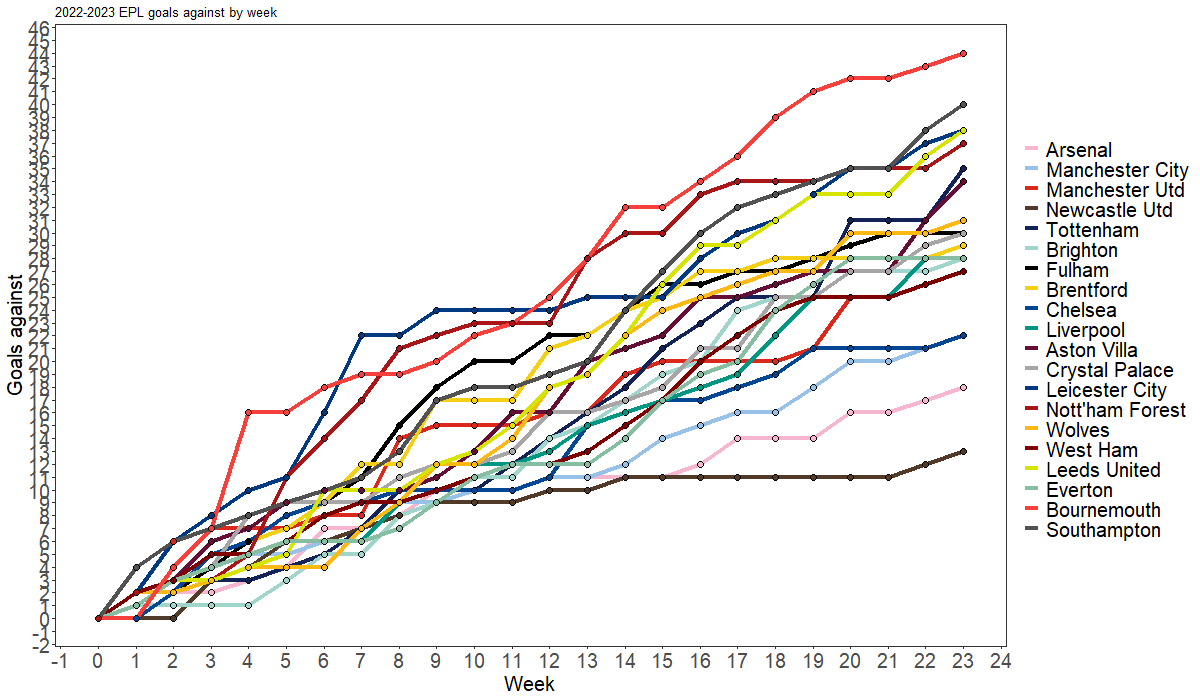 2022-2023 EPL goals against by week
Goals against
46
45
44
43
42
41
40
39
38
37
36
35
34
33
32
31
30
29
28
27
26
25
24
23
22
21
20
19
18
17
16
15
14
13
12
11
10
9
8
7
6
5
4
3
2
1
0
-1
-2
-1 0 1 2 3 4 5 6 7 8 9 10 11 12 13 14 15 16 17 18 19 20 21 22 23 24
Week
Arsenal
Manchester City
Manchester Utd
Newcastle Utd
Tottenham
Brighton
Fulham
Brentford
Chelsea
Liverpool
Aston Villa
Crystal Palace
Leicester City
Nott'ham Forest
Wolves
West Ham
Leeds United
Everton
Bournemouth
Southampton